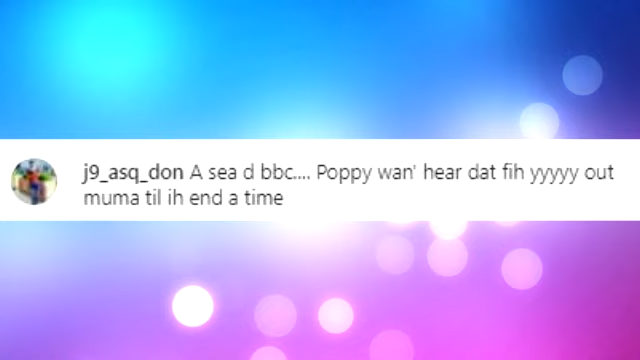 j9_asq_don A sea d bbc.... Poppy wan' hear dat fih yyyyy out
muma til ih end a time